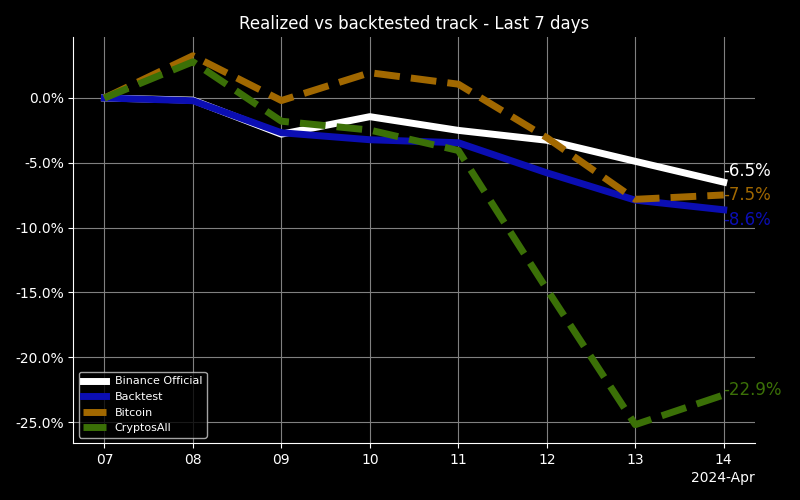 Realized vs backtested track - Last 7 days
0.0%
-5.0%
-10.0%
-15.0%
-20.0%
-25.0%
-6.5%
-7.5%
-8.6%
-22.9%
Binance Official
Backtest
Bitcoin
CryptosAll
07 08 09 10 11 12 13 14
2024-Apr